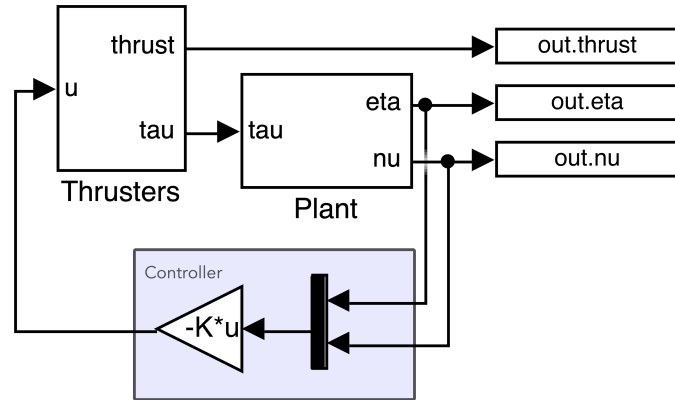 thrust
out.thrust
u
eta
out.eta
tau
tau
nu
out.nu
Thrusters
Plant
Controller
-K*u